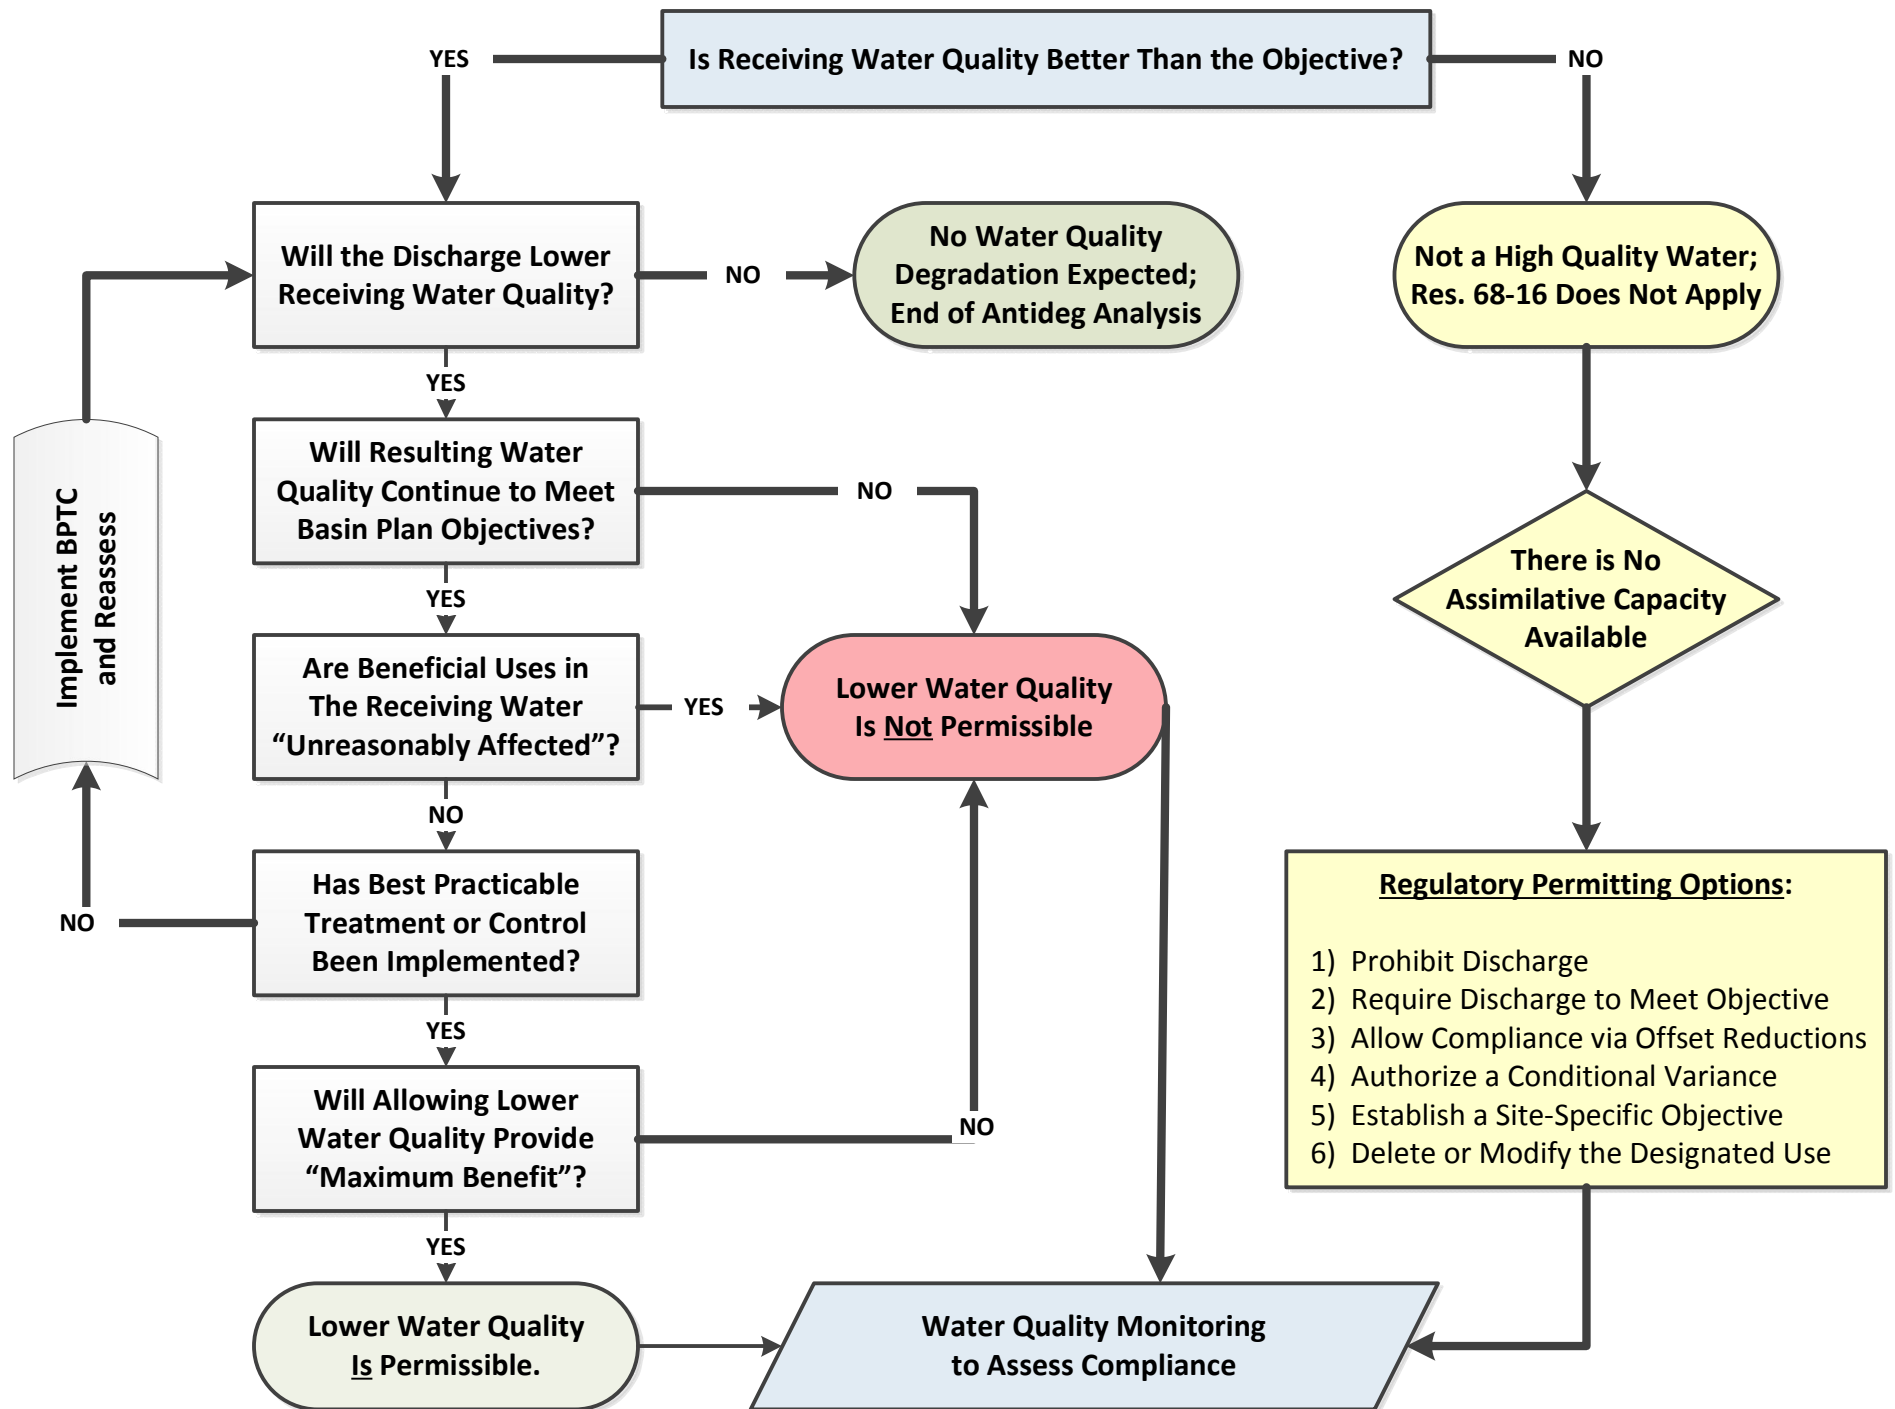 Is Receiving Water Quality Better Than the Objective?
YES
NO
Will the Discharge Lower
Receiving Water Quality?
NO
No Water Quality
Degradation Expected;
End of Antideg Analysis
Not a High Quality Water;
Res. 68-16 Does Not Apply
YES
Will Resulting Water
Quality Continue to Meet
Basin Plan Objectives?
NO
Implement BPTC
and Reassess
There is No
Assimilative Capacity
Available
YES
Are Beneficial Uses in
The Receiving Water
“Unreasonably Affected”?
YES
Lower Water Quality
Is Not Permissible
NO
Has Best Practicable
Treatment or Control
Been Implemented?
NO
Regulatory Permitting Options:
1) Prohibit Discharge
2) Require Discharge to Meet Objective
3) Allow Compliance via Offset Reductions
4) Authorize a Conditional Variance
5) Establish a Site-Specific Objective
6) Delete or Modify the Designated Use
YES
Will Allowing Lower
Water Quality Provide
“Maximum Benefit”?
NO
YES
Lower Water Quality
Is Permissible.
Water Quality Monitoring
to Assess Compliance